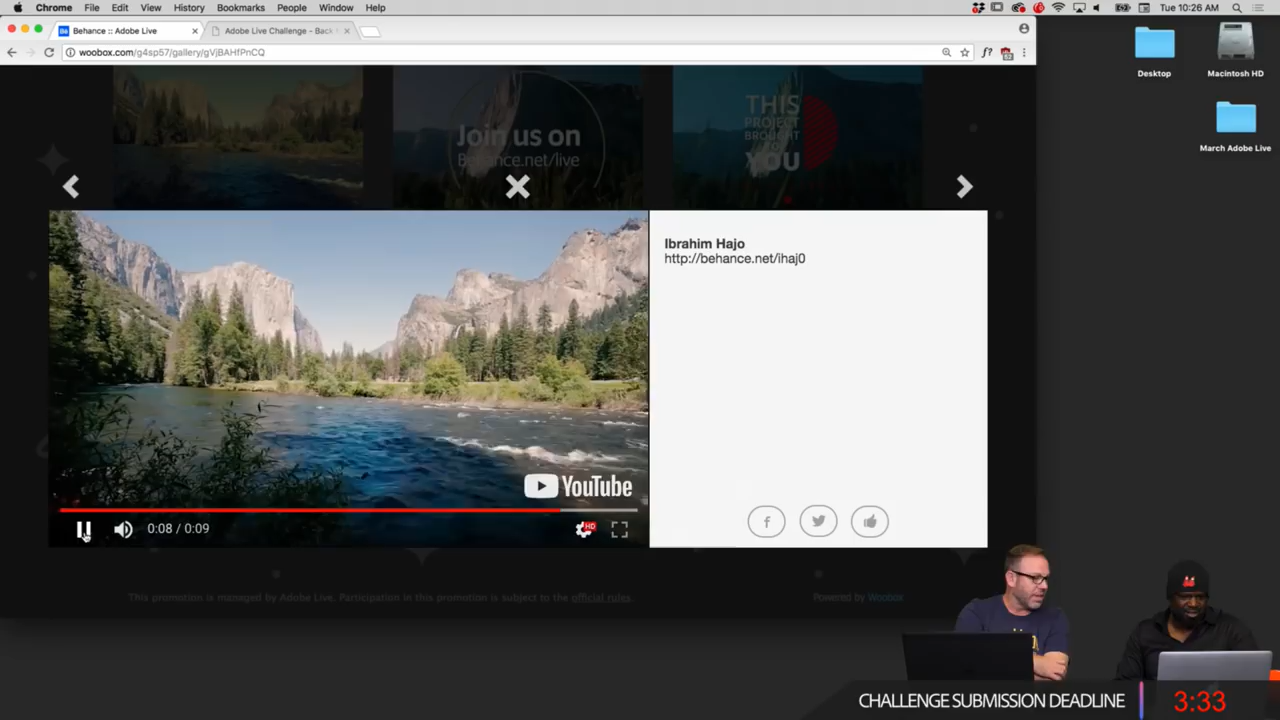 Chrome File Edit View History Bookmarks People Window Help
Tue 10:26 AM
Behance :: Adobe Live
Adobe Live Challenge - Back
woobox.com/g4sp57/gallery/gVjBAHfPnCQ
f?
Desktop
Macintosh HD
March Adobe Live
Join us on
Behance.net/live
THIS
PROJECT
BROUGHT
TO
YOU
Ibrahim Hajo
http://behance.net/ihaj0
YouTube
0:08 / 0:09
HD
This promotion is managed by Adobe Live. Participation in this promotion is subject to the official rules.
Powered by Woobox
CHALLENGE SUBMISSION DEADLINE
3:33